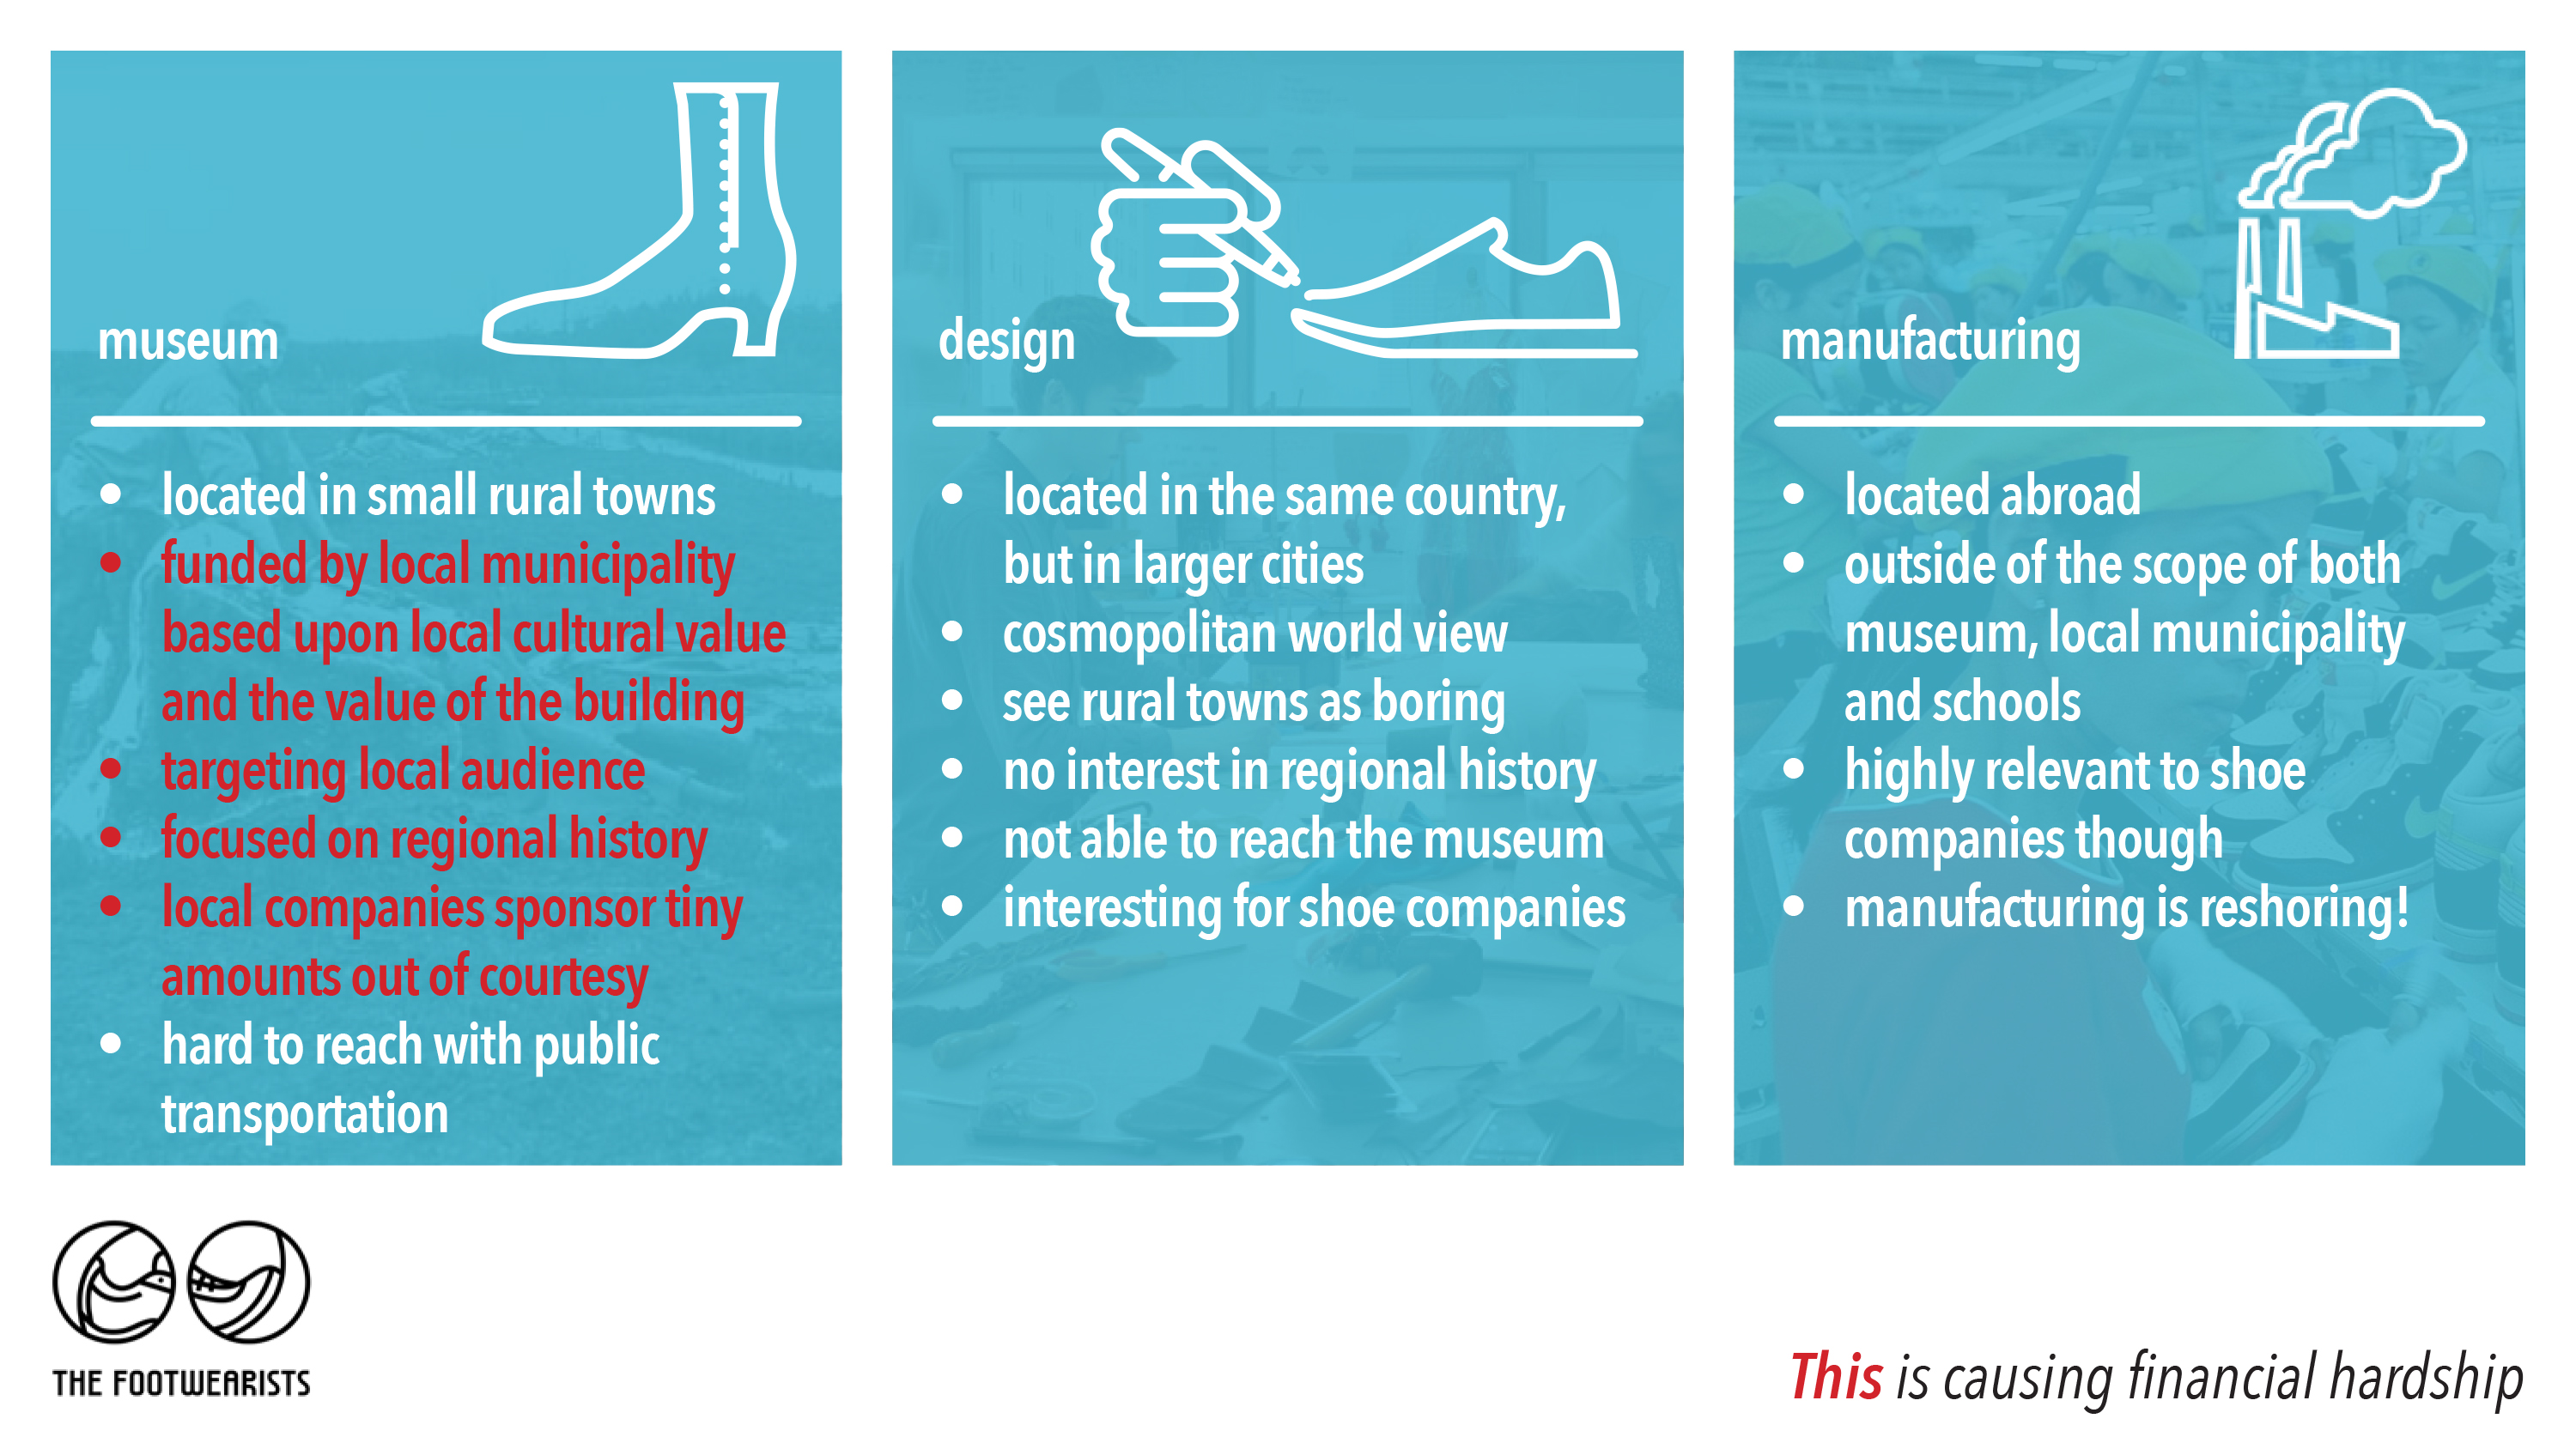 museum
• located in small rural towns
• funded by local municipality
based upon local cultural value
and the value of the building
• targeting local audience
• focused on regional history
• local companies sponsor tiny
amounts out of courtesy
• hard to reach with public
transportation
design
• located in the same country,
but in larger cities
• cosmopolitan world view
• see rural towns as boring
• no interest in regional history
• not able to reach the museum
• interesting for shoe companies
manufacturing
• located abroad
• outside of the scope of both
museum, local municipality
and schools
• highly relevant to shoe
companies though
• manufacturing is reshoring!
THE FOOTWEARISTS
This is causing financial hardship